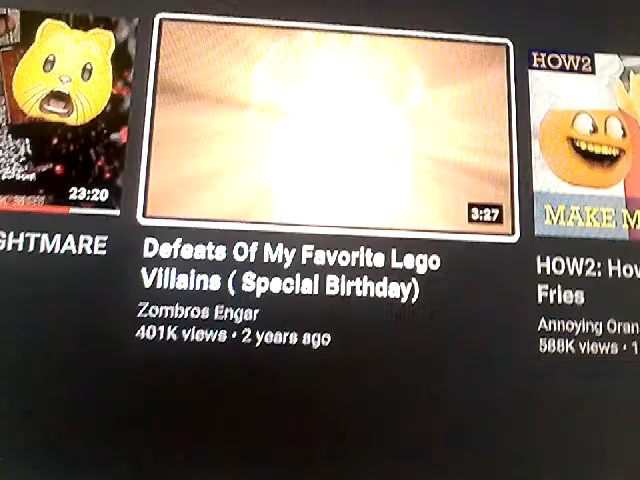 23:20
GHTMARE
3:27
Defeats Of My Favorite Lego
Villains ( Special Birthday)
Zombros Engar
401K views • 2 years ago
HOW2
MAKE M
HOW2: How
Fries
Annoying Oran
588K views • 1